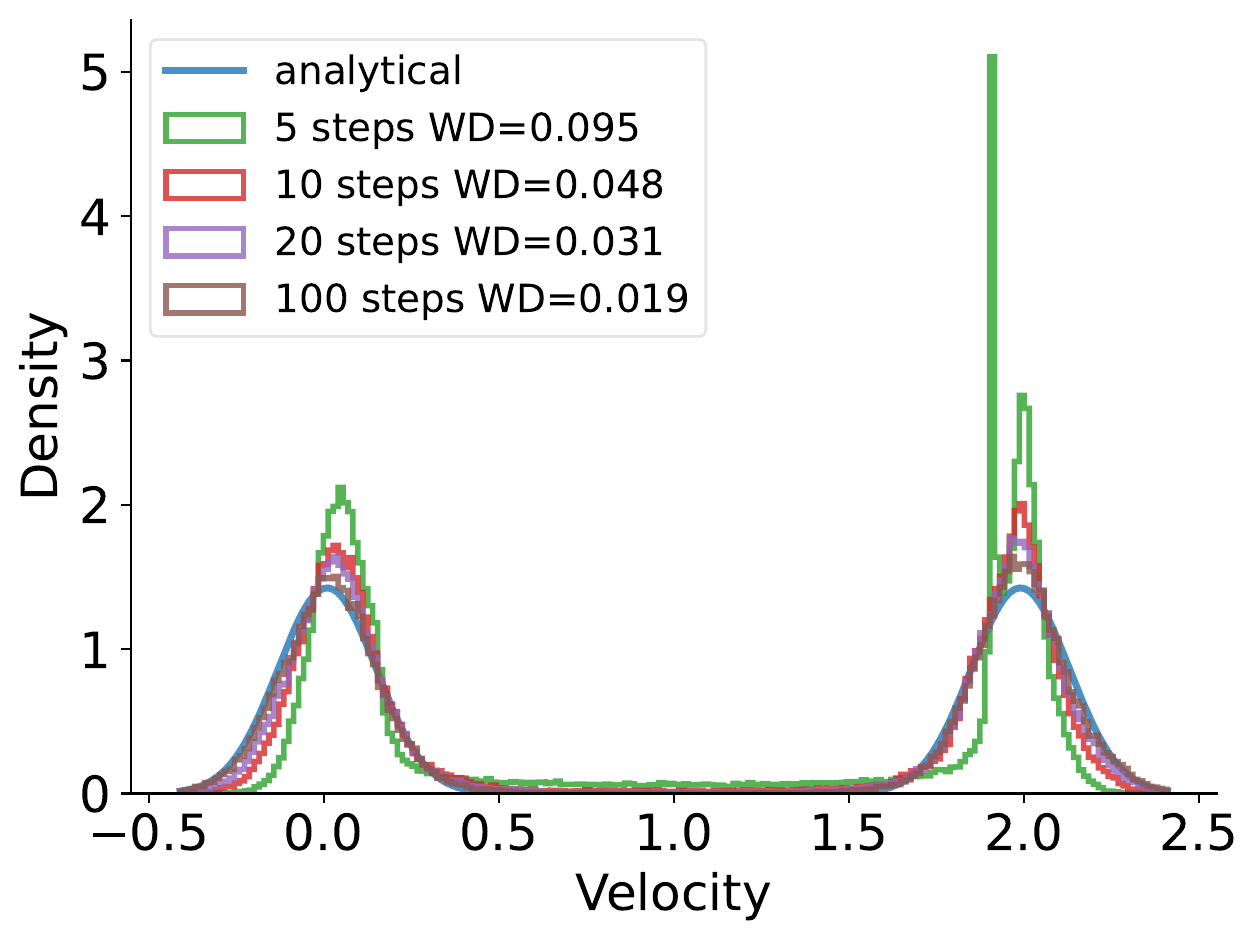 analytical
5 steps WD=0.095
10 steps WD=0.048
20 steps WD=0.031
100 steps WD=0.019
Density
5
4
3
2
1
0
−0.5 0.0 0.5 1.0 1.5 2.0 2.5
Velocity